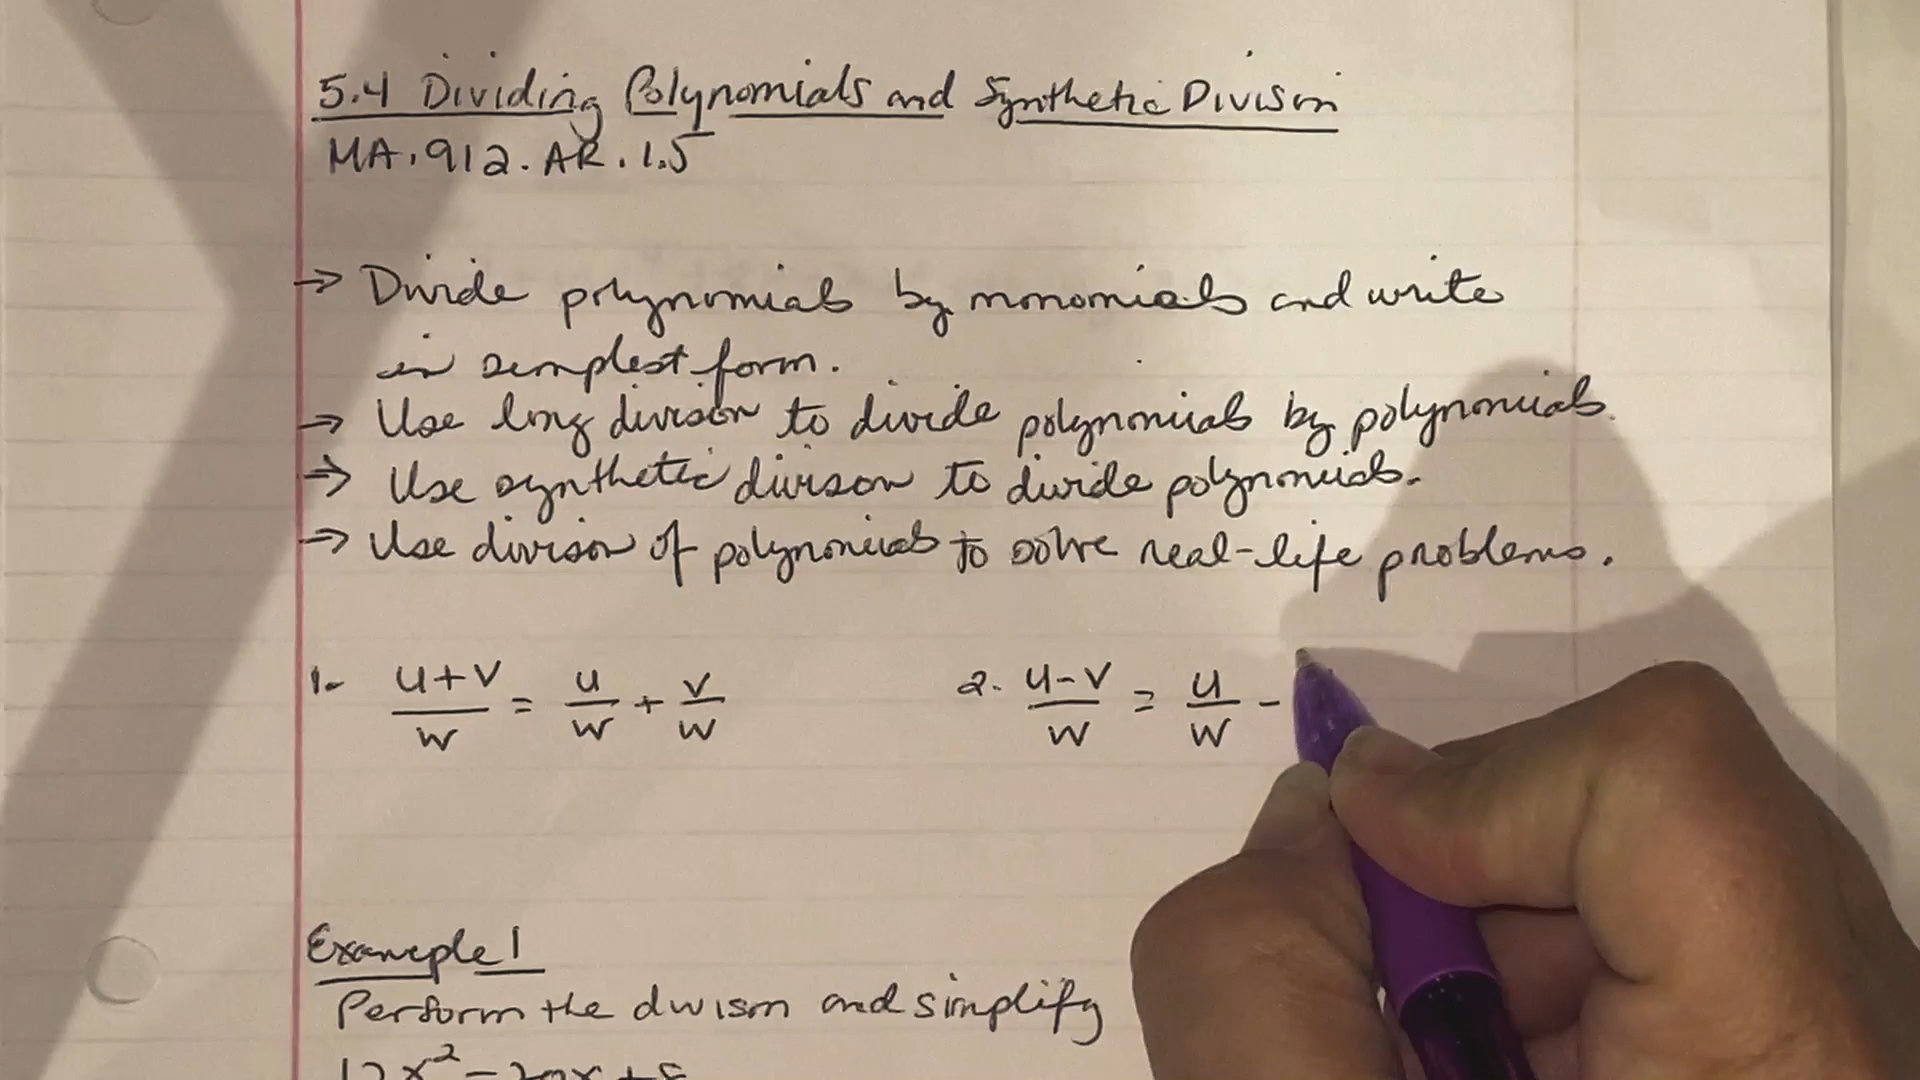 5.4 Dividing Polynomials and Synthetic Division
MA.912.AR.1.5
→ Divide polynomials by monomials and write
in simplest form.
→ Use long division to divide polynomials by polynomials.
→ Use synthetic division to divide polynomials.
→ Use division of polynomials to solve real-life problems.
1. (u+v)/w = u/w + v/w
2. (u-v)/w = u/w -
Example 1
Perform the division and simplify
12x² - 20x +